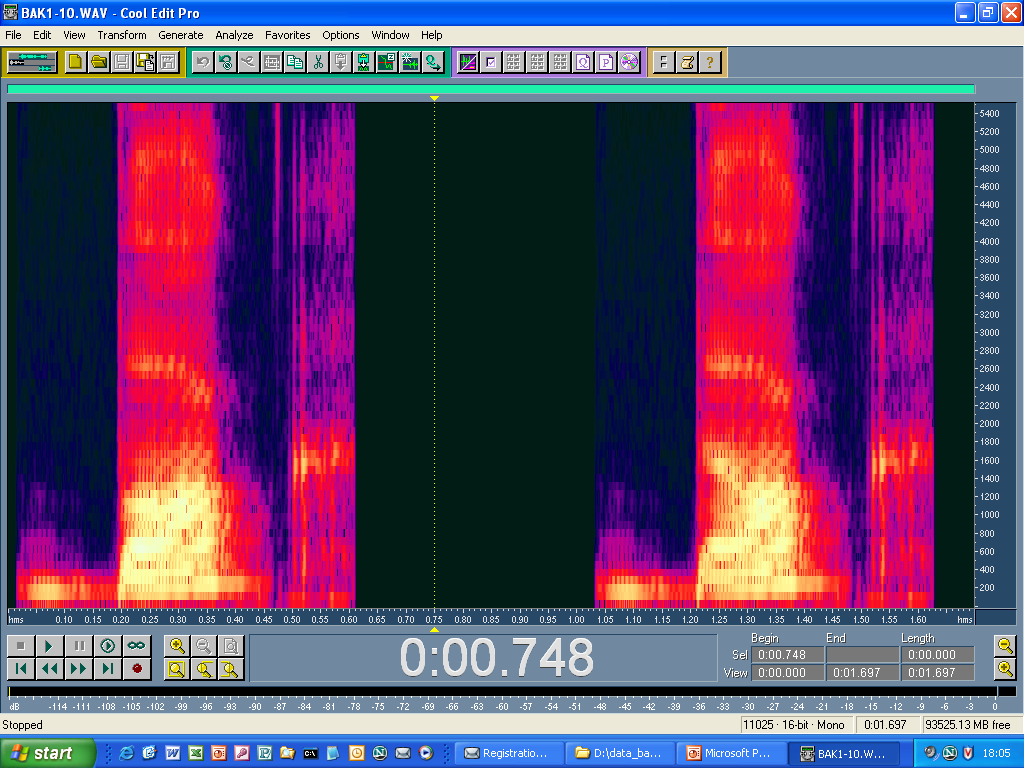 BAK1-10.WAV - Cool Edit Pro
File Edit View Transform Generate Analyze Favorites Options Window Help
F ?
5400
5200
5000
4800
4600
4400
4200
4000
3800
3600
3400
3200
3000
2800
2600
2400
2200
2000
1800
1600
1400
1200
1000
800
600
400
200
hms 0.10 0.15 0.20 0.25 0.30 0.35 0.40 0.45 0.50 0.55 0.60 0.65 0.70 0.75 0.80 0.85 0.90 0.95 1.00 1.05 1.10 1.15 1.20 1.25 1.30 1.35 1.40 1.45 1.50 1.55 1.60 hms
0:00.748
Begin End Length
Sel 0:00.748 0:00.000
View 0:00.000 0:01.697 0:01.697
dB -114 -111 -108 -105 -102 -99 -96 -93 -90 -87 -84 -81 -78 -75 -72 -69 -66 -63 -60 -57 -54 -51 -48 -45 -42 -39 -36 -33 -30 -27 -24 -21 -18 -15 -12 -9 -6 -3 0
Stopped 11025 · 16-bit · Mono 0:01.697 93525.13 MB free
start Registratio... D:\data_ba... Microsoft P... BAK1-10.W... 18:05